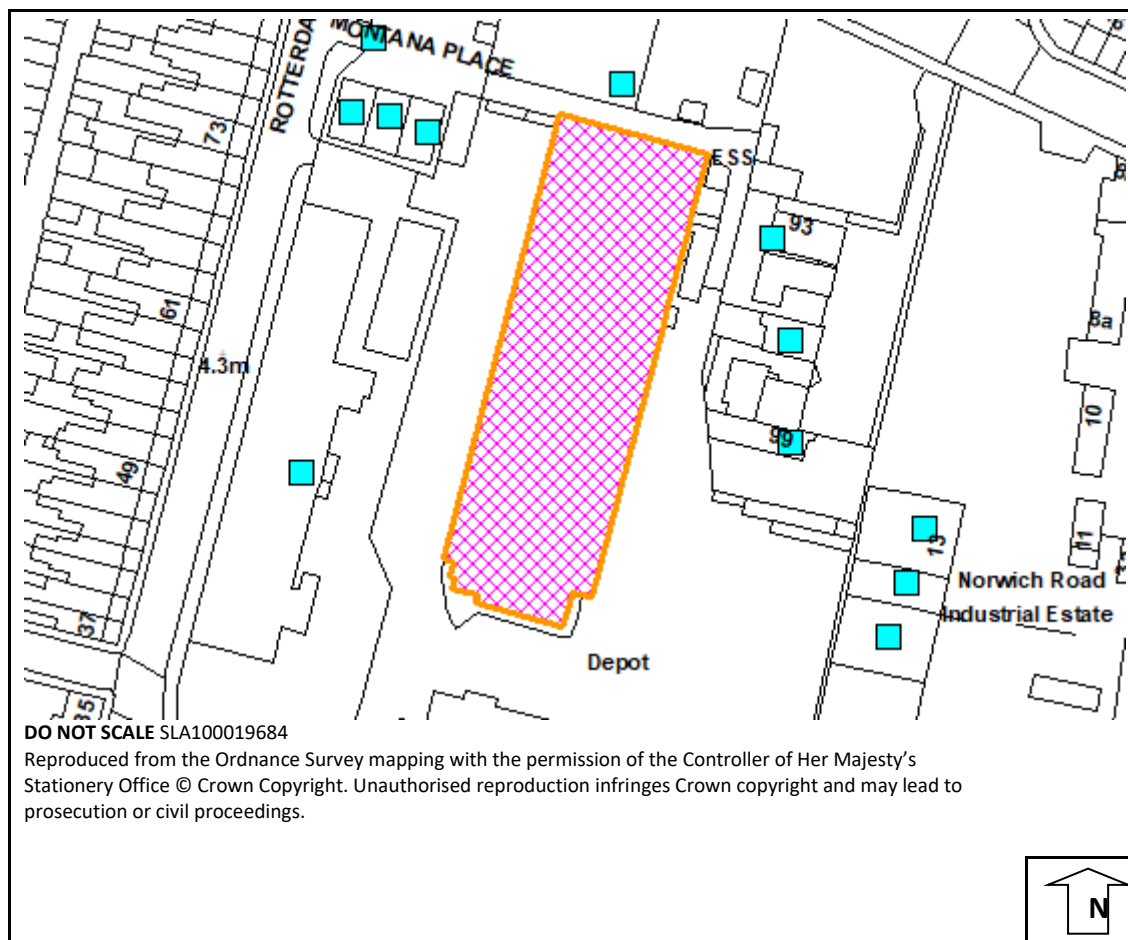 MONTANA PLACE
ROTTERDA
73
ESS
93
61
8a
4.3m
10
99
49
13
11
Norwich Road
Industrial Estate
37
Depot
35
DO NOT SCALE SLA100019684
Reproduced from the Ordnance Survey mapping with the permission of the Controller of Her Majesty's
Stationery Office © Crown Copyright. Unauthorised reproduction infringes Crown copyright and may lead to
prosecution or civil proceedings.
N